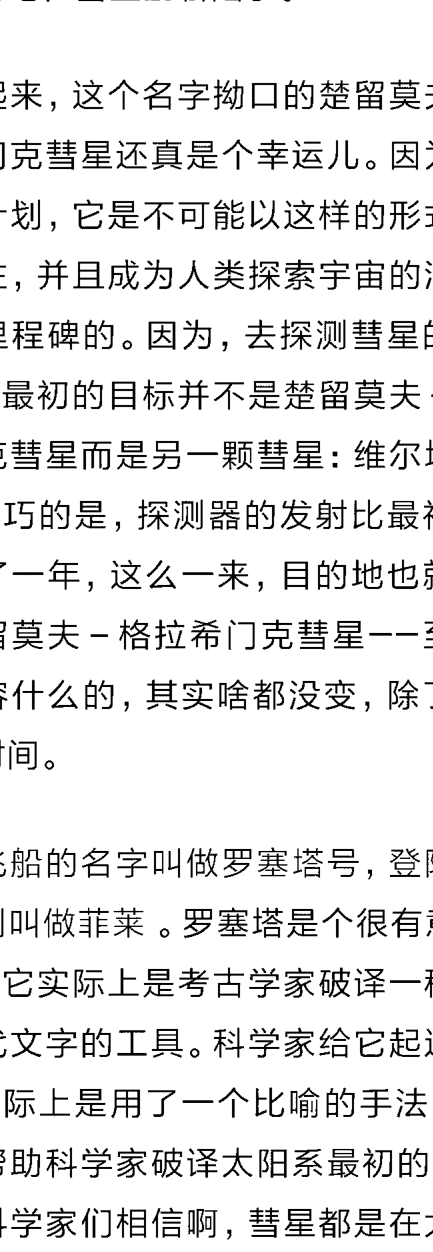 来，这个名字拗口的楚留莫
克彗星还真是个幸运儿。因
划，它是不可能以这样的形式
，并且成为人类探索宇宙的
程碑的。因为，去探测彗星的
最初的目标并不是楚留莫夫－
克彗星而是另一颗彗星：维尔
巧的是，探测器的发射比最初
了一年，这么一来，目的地也就
留莫夫－格拉希门克彗星——至
什么的，其实啥都没变，除了
时间。
船的名字叫做罗塞塔号，登陆
叫做菲莱 。罗塞塔是个很有意
它实际上是考古学家破译一种
文字的工具。科学家给它起
际上是用了一个比喻的手法
帮助科学家破译太阳系最初的
科学家们相信啊，彗星都是在